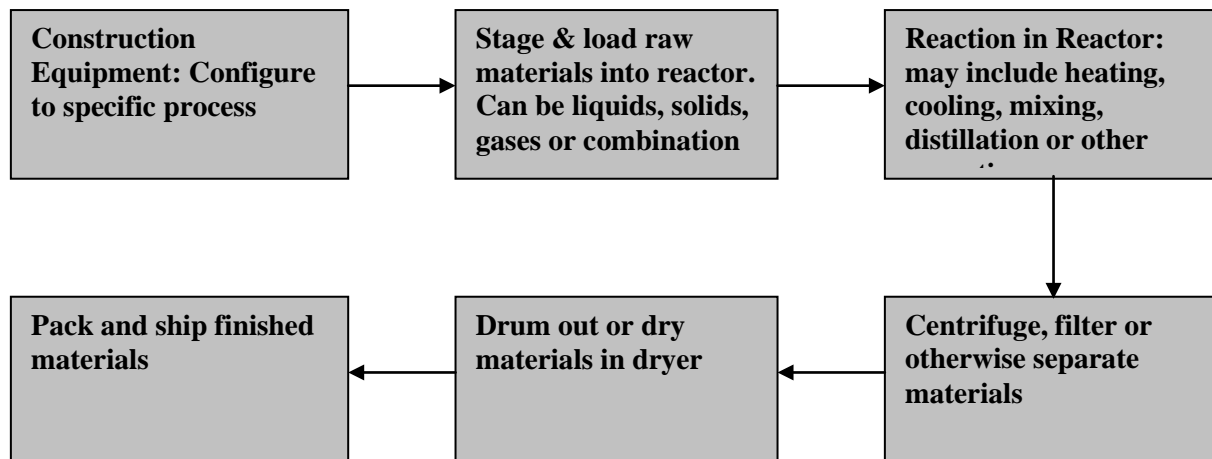 Construction
Equipment: Configure
to specific process
Stage & load raw
materials into reactor.
Can be liquids, solids,
gases or combination
Reaction in Reactor:
may include heating,
cooling, mixing,
distillation or other
Centrifuge, filter or
otherwise separate
materials
Drum out or dry
materials in dryer
Pack and ship finished
materials